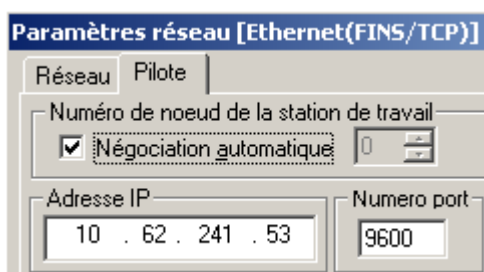 Paramètres réseau [Ethernet(FINS/TCP)]
Réseau Pilote
Numéro de noeud de la station de travail
Négociation automatique 0
Adresse IP Numero port
10 . 62 . 241 . 53 9600